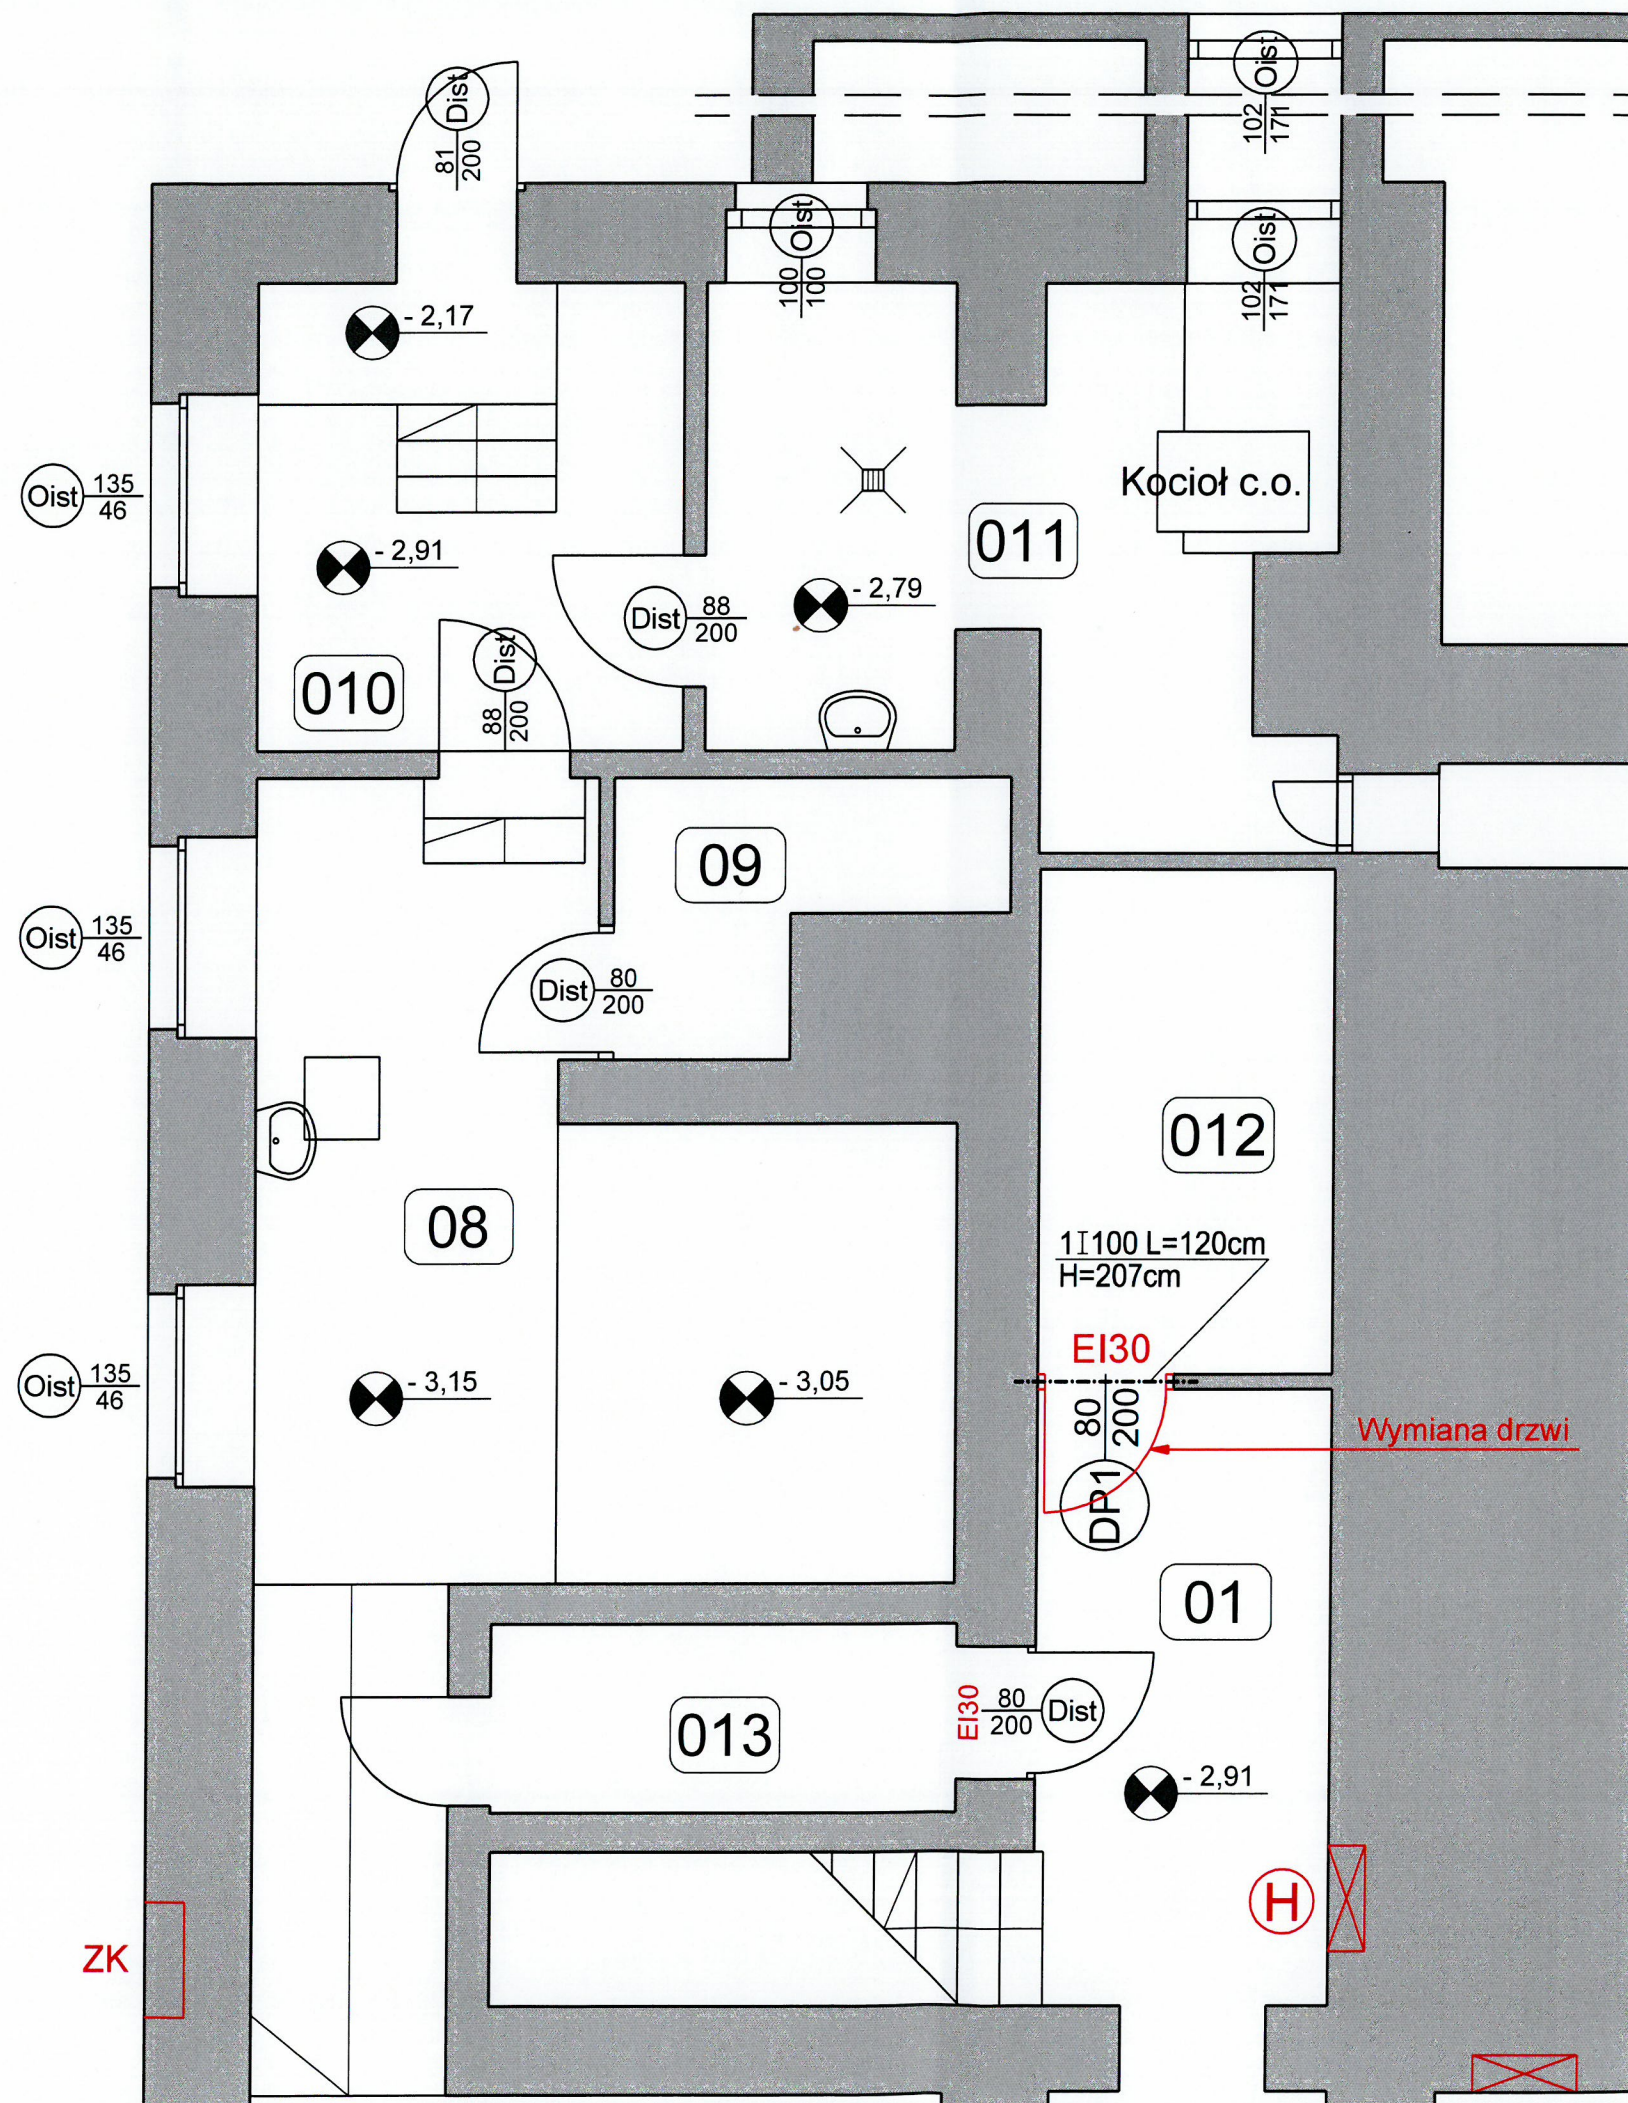 Oist
102
171
Dist
81
200
Oist
100
100
Oist
102
171
- 2,17
Kocioł c.o.
Oist
135
46
011
- 2,91
- 2,79
Dist
88
200
Dist
88
200
010
09
Oist
135
46
Dist
80
200
012
08
1I100 L=120cm
H=207cm
EI30
Oist
135
46
- 3,15
- 3,05
80
200
Wymiana drzwi
DP1
01
EI30
80
200
Dist
013
- 2,91
H
ZK